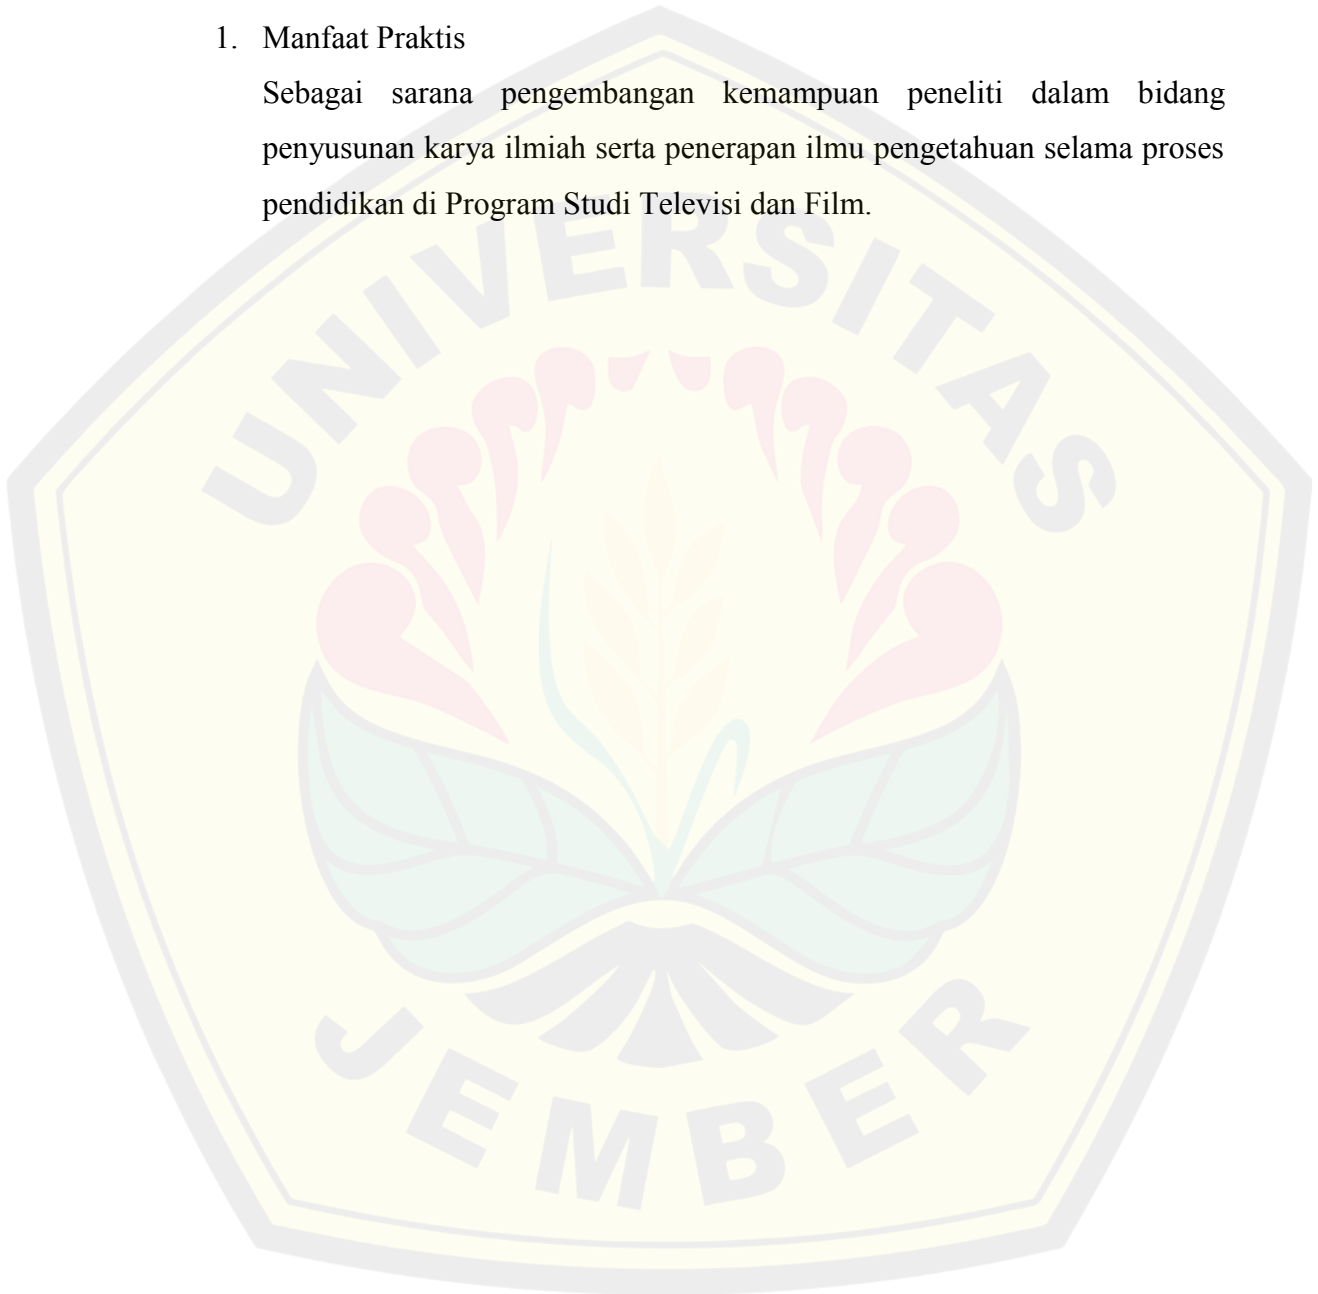 1. Manfaat Praktis
Sebagai sarana pengembangan kemampuan peneliti dalam bidang
penyusunan karya ilmiah serta penerapan ilmu pengetahuan selama proses
pendidikan di Program Studi Televisi dan Film.
UNIVERSITAS
JEMBER